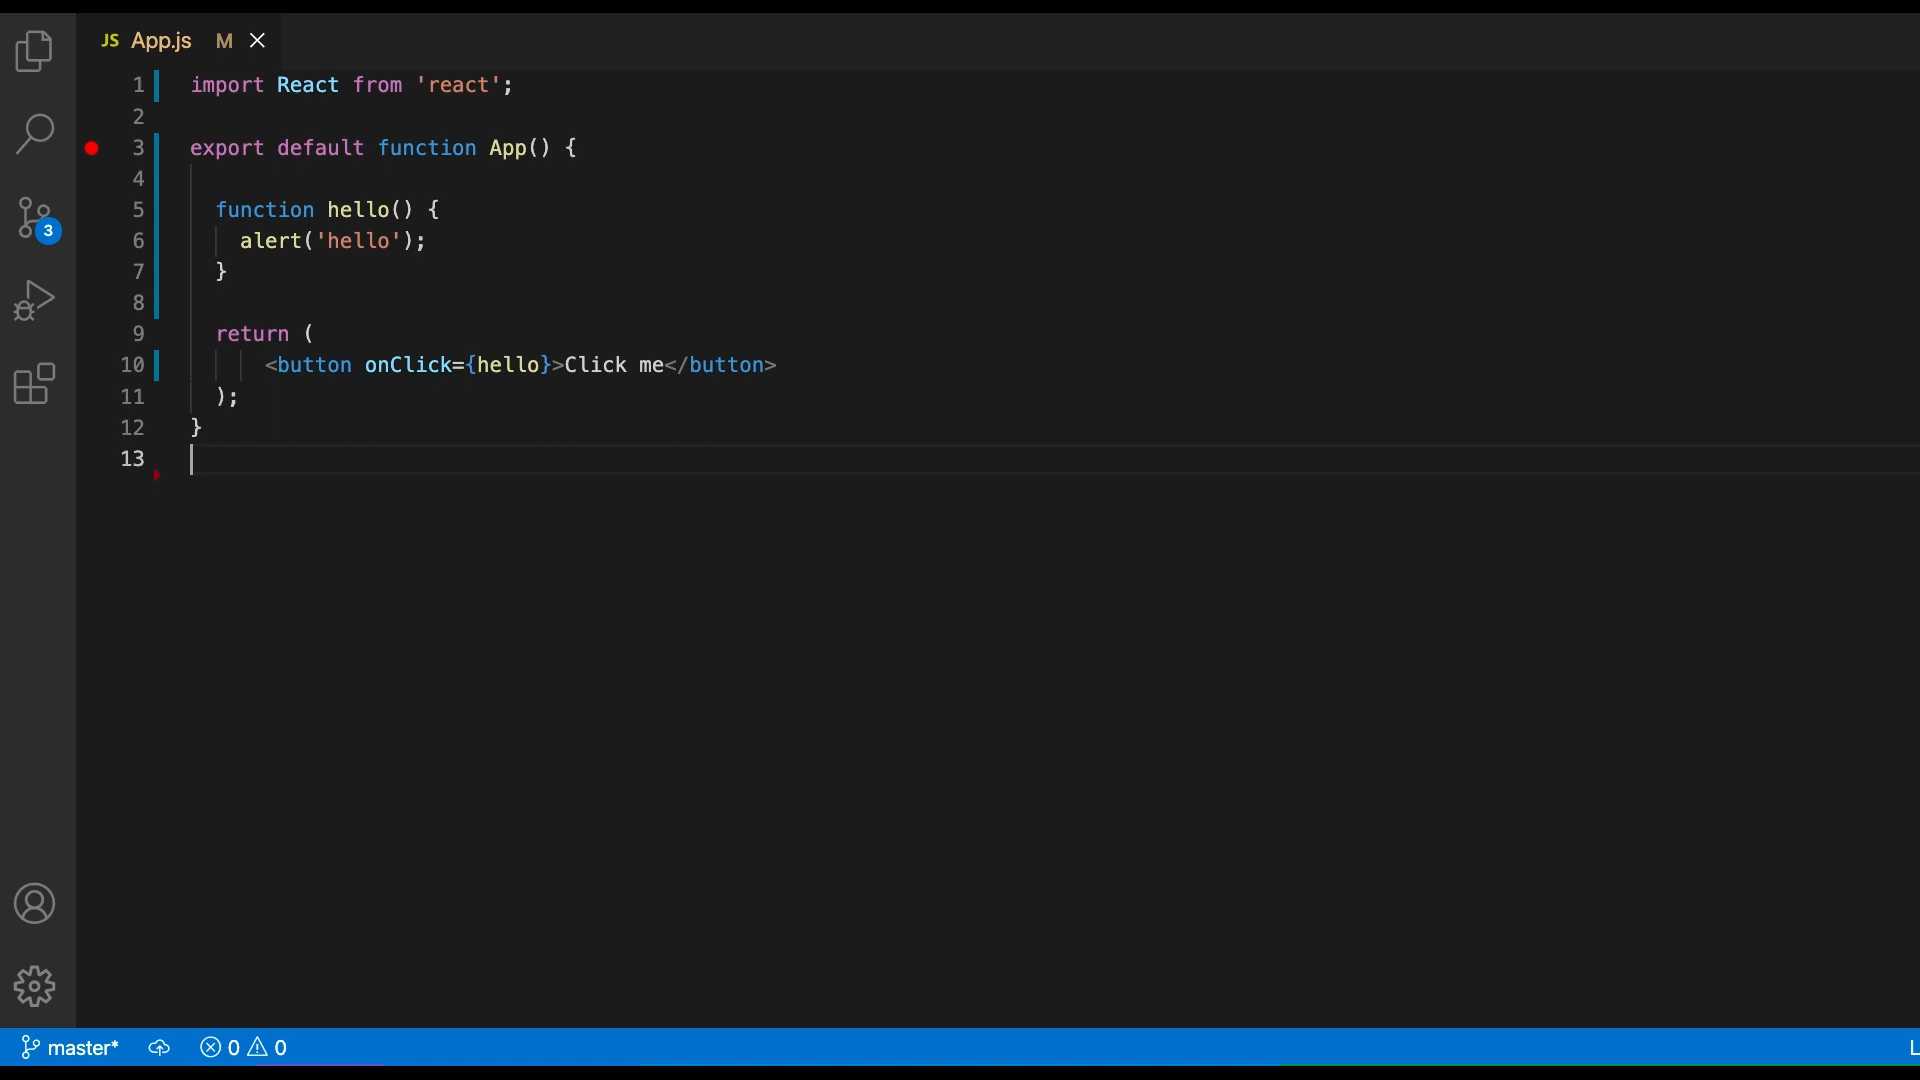 JS App.js M
1 import React from 'react';
2
3 export default function App() {
4
5 function hello() {
6 alert('hello');
7 }
8
9 return (
10 <button onClick={hello}>Click me</button>
11 );
12 }
13
3
master* 0 0 L